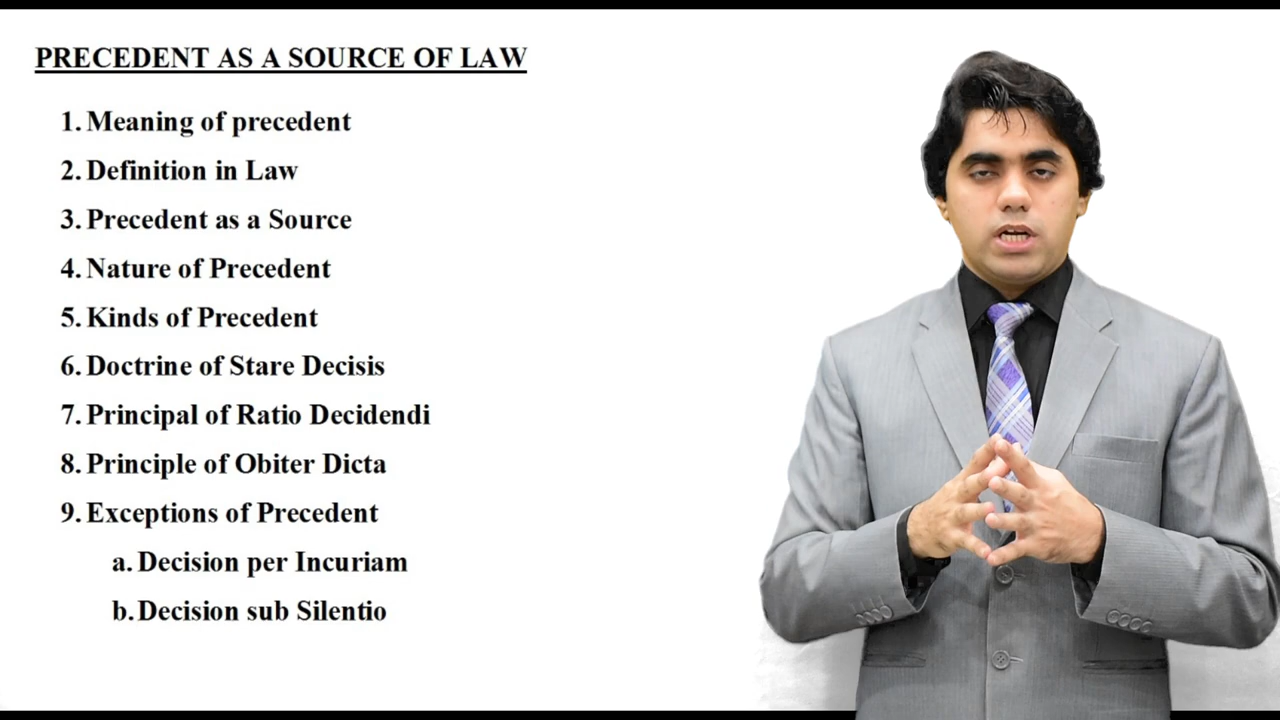 PRECEDENT AS A SOURCE OF LAW
1. Meaning of precedent
2. Definition in Law
3. Precedent as a Source
4. Nature of Precedent
5. Kinds of Precedent
6. Doctrine of Stare Decisis
7. Principal of Ratio Decidendi
8. Principle of Obiter Dicta
9. Exceptions of Precedent
a. Decision per Incuriam
b. Decision sub Silentio